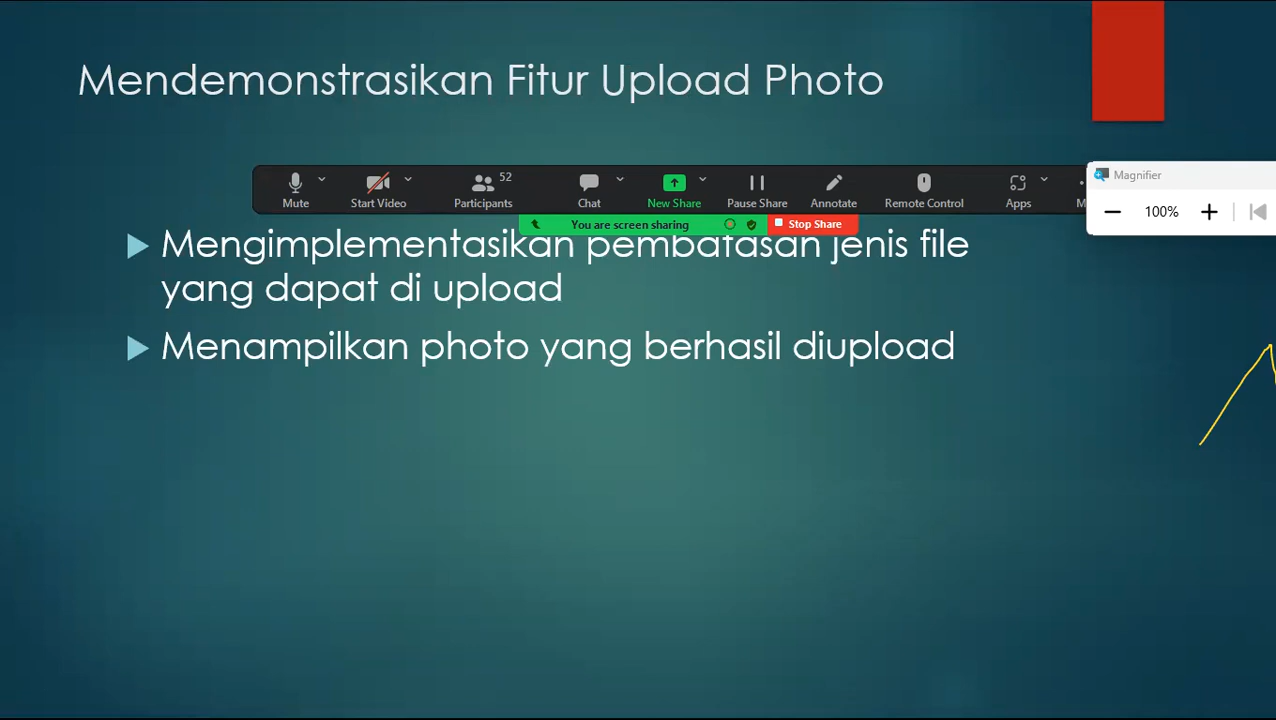 Mendemonstrasikan Fitur Upload Photo
52
Mute
Start Video
Participants
Chat
New Share
Pause Share
Annotate
Remote Control
Apps
Magnifier
100%
You are screen sharing
Stop Share
Mengimplementasikan pembatasan jenis file
yang dapat di upload
Menampilkan photo yang berhasil diupload